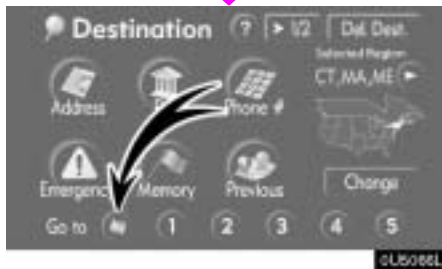 Destination ? 1/2 Del. Dest.
Selected Region
CT,MA,ME
Address Phone #
Emergency Memory Previous
Change
Go to 1 2 3 4 5
0U5066L